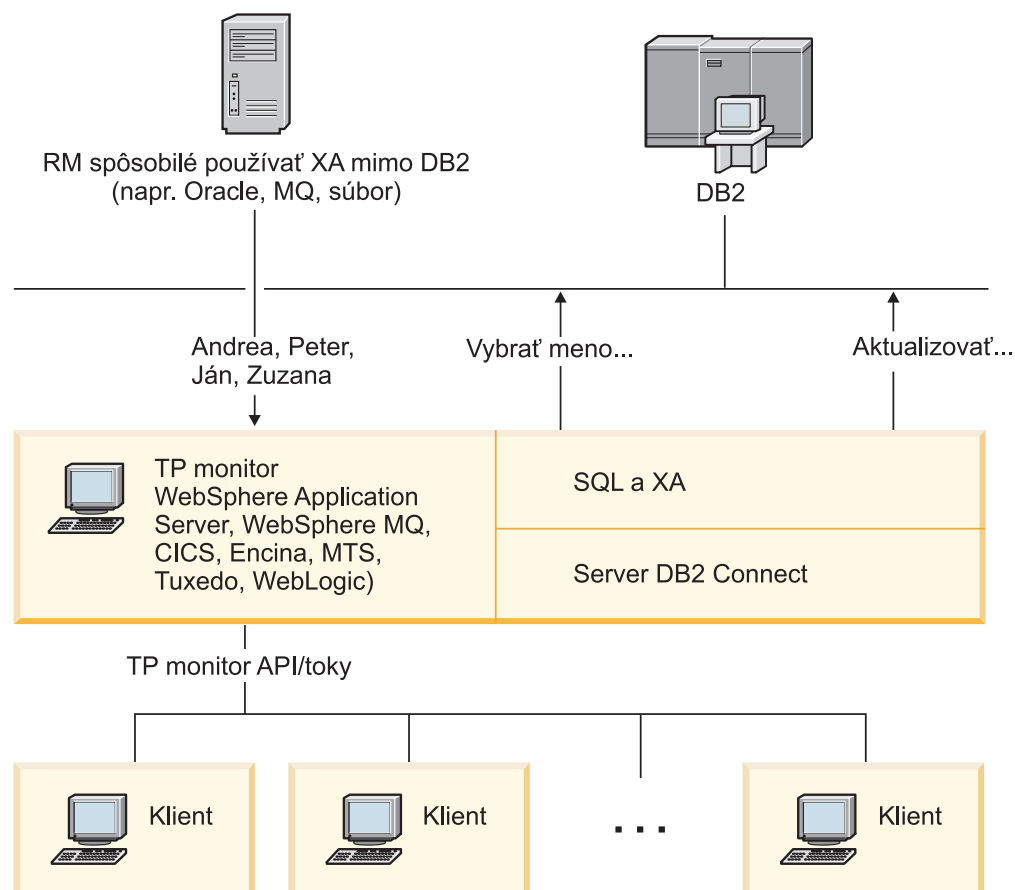 RM spôsobilé používať XA mimo DB2
(napr. Oracle, MQ, súbor)
DB2
Andrea, Peter,
Ján, Zuzana
Vybrať meno...
Aktualizovať...
TP monitor
WebSphere Application
Server, WebSphere MQ,
CICS, Encina, MTS,
Tuxedo, WebLogic)
SQL a XA
Server DB2 Connect
TP monitor API/toky
Klient
Klient
...
Klient